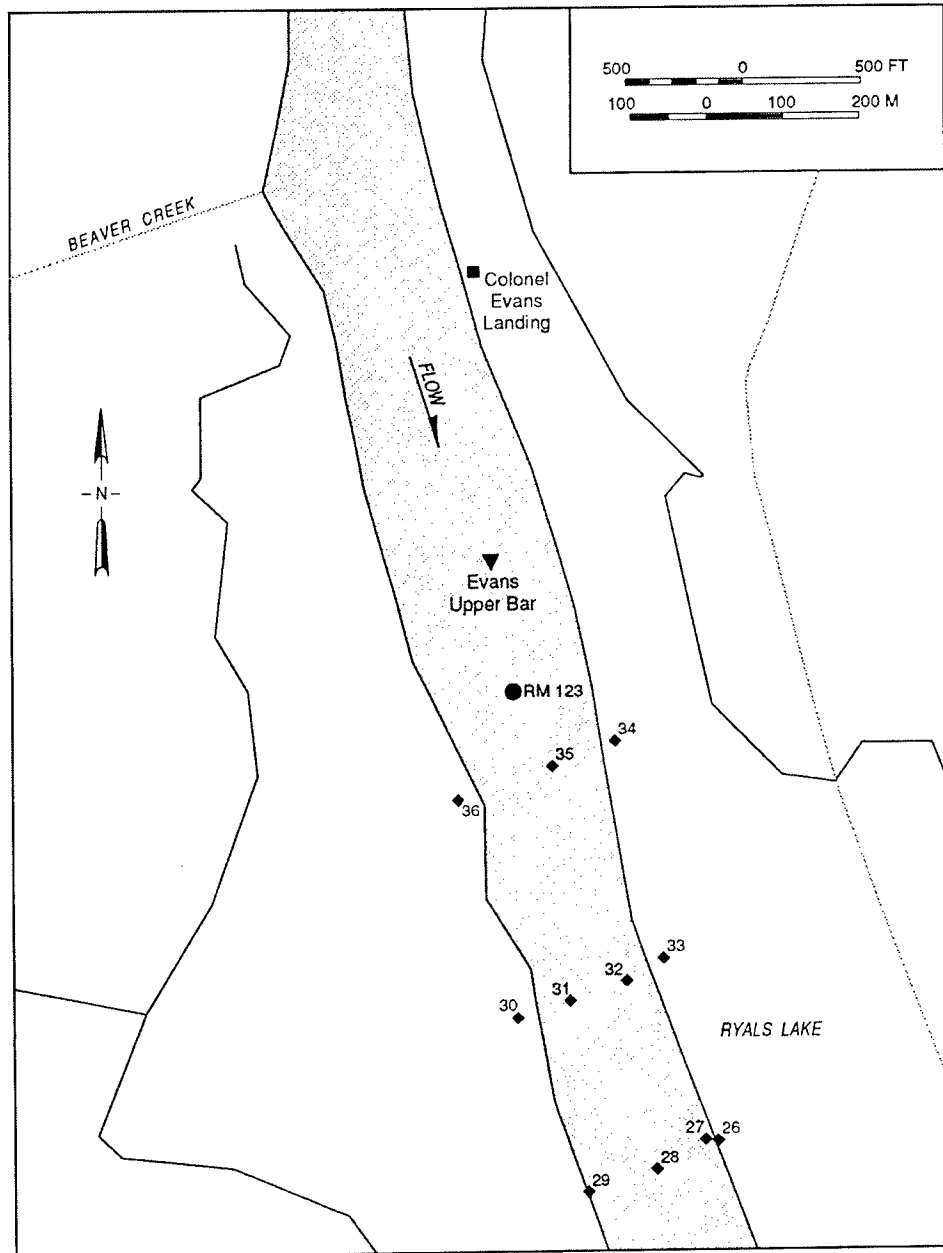 500 0 500 FT
100 0 100 200 M
BEAVER CREEK
Colonel
Evans
Landing
FLOW
-N-
Evans
Upper Bar
RM 123
34
35
36
33
32
31
30
RYALS LAKE
27 26
28
29